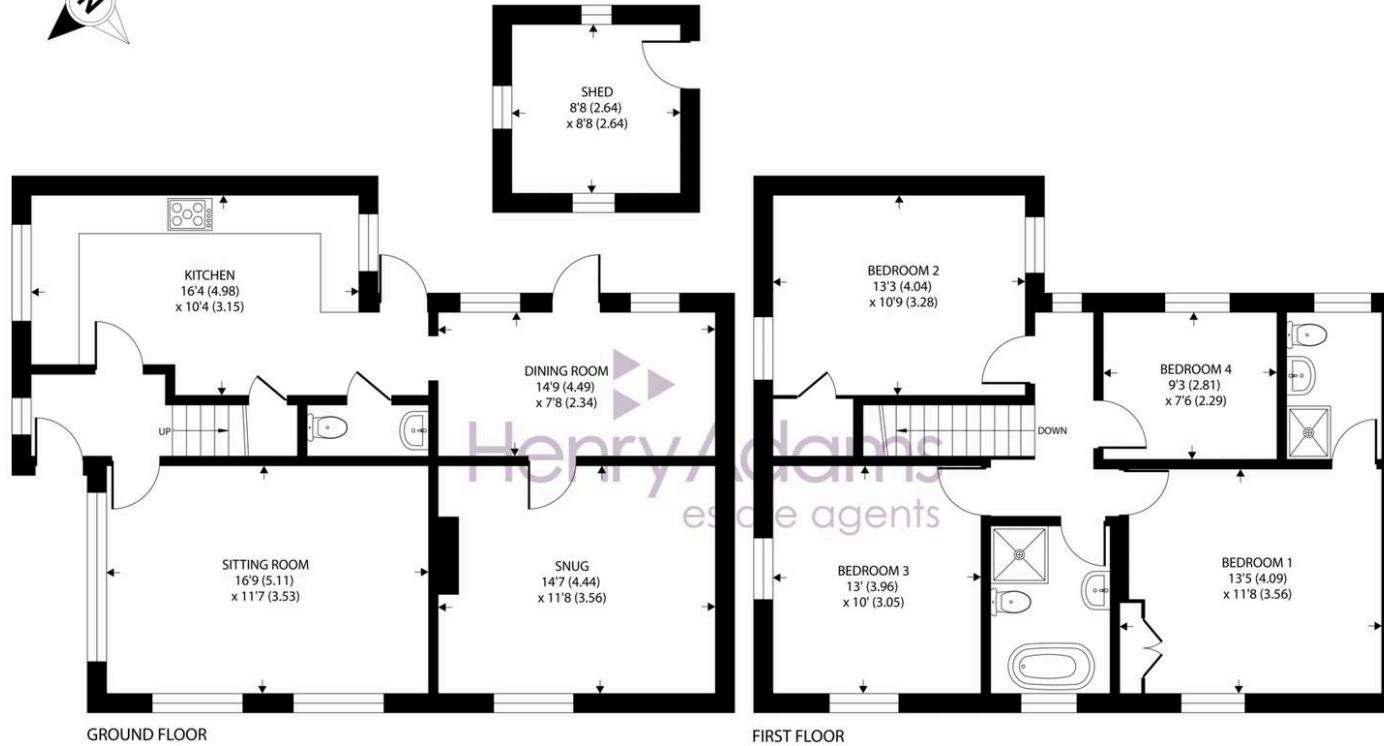 N
SHED
8'8 (2.64)
x 8'8 (2.64)
KITCHEN
16'4 (4.98)
x 10'4 (3.15)
DINING ROOM
14'9 (4.49)
x 7'8 (2.34)
UP
SITTING ROOM
16'9 (5.11)
x 11'7 (3.53)
SNUG
14'7 (4.44)
x 11'8 (3.56)
GROUND FLOOR
BEDROOM 2
13'3 (4.04)
x 10'9 (3.28)
BEDROOM 4
9'3 (2.81)
x 7'6 (2.29)
DOWN
BEDROOM 3
13' (3.96)
x 10' (3.05)
BEDROOM 1
13'5 (4.09)
x 11'8 (3.56)
FIRST FLOOR
Henry Adams
estate agents